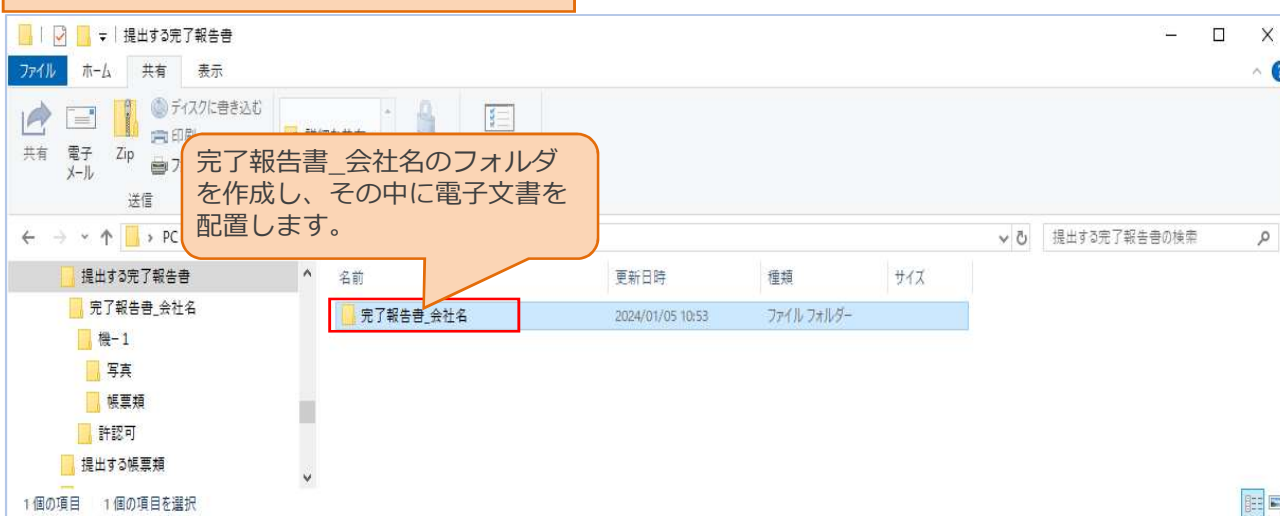 提出する完了報告書
ファイル ホーム 共有 表示
ディスクに書き込む
印刷
共有 電子メール Zip
送信
完了報告書_会社名のフォルダ
を作成し、その中に電子文書を
配置します。
PC
提出する完了報告書の検索
提出する完了報告書
完了報告書_会社名
機-1
写真
帳票類
許認可
提出する帳票類
名前 更新日時 種類 サイズ
完了報告書_会社名 2024/01/05 10:53 ファイル フォルダー
1個の項目 1個の項目を選択